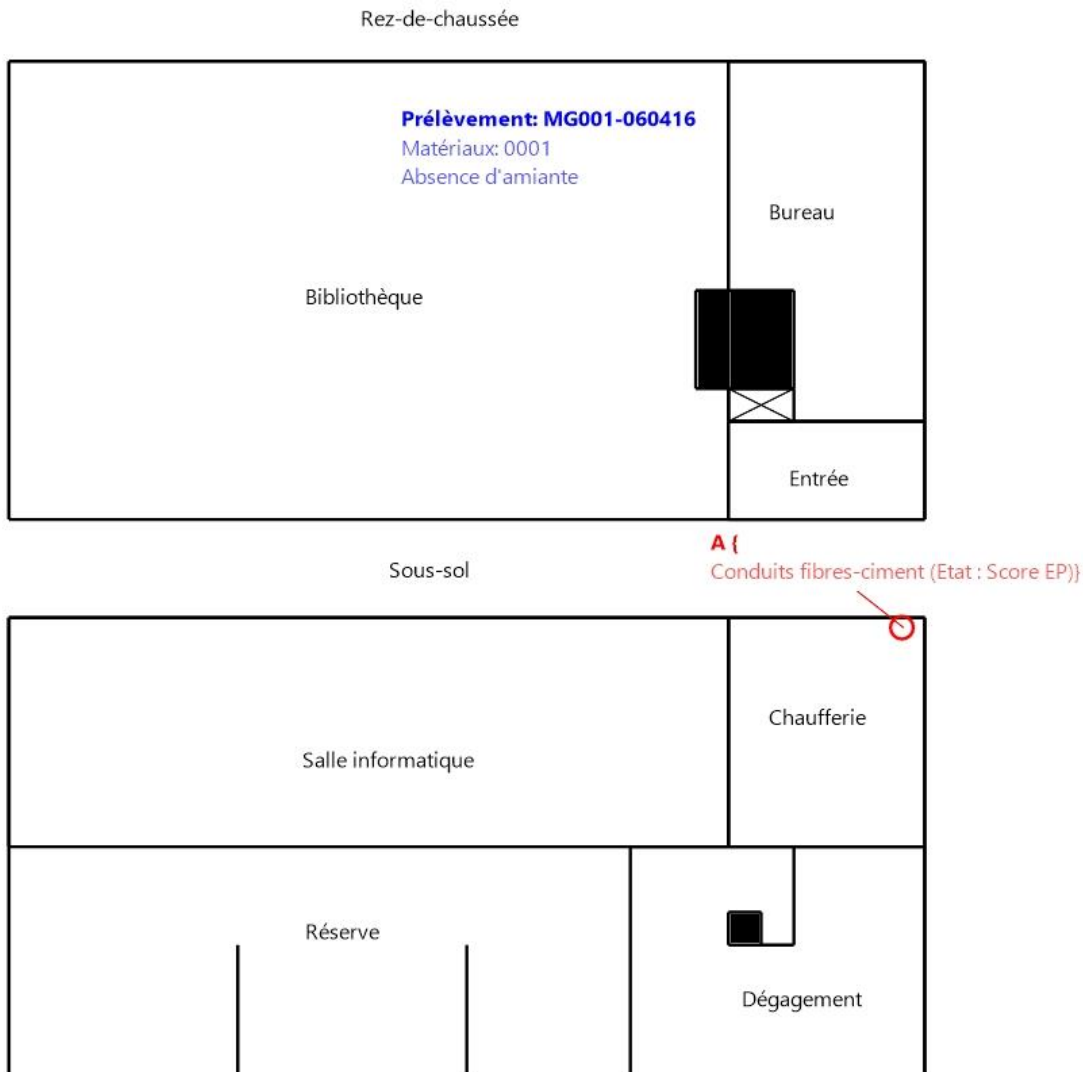 Rez-de-chaussée
Prélèvement: MG001-060416
Matériaux: 0001
Absence d'amiante
Bureau
Bibliothèque
Entrée
A {
Sous-sol
Conduits fibres-ciment (Etat : Score EP)}
Chaufferie
Salle informatique
Réserve
Dégagement